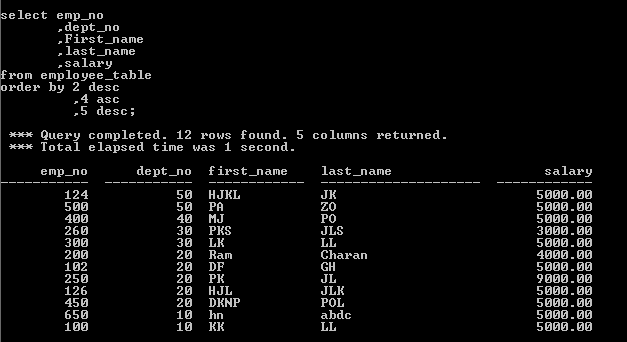 select emp_no
,dept_no
,First_name
,last_name
,salary
from employee_table
order by 2 desc
,4 asc
,5 desc;
*** Query completed. 12 rows found. 5 columns returned.
*** Total elapsed time was 1 second.
emp_no dept_no first_name last_name salary
----------- ----------- ------------ -------------------- ------------
124 50 HJKL JK 5000.00
500 50 PA ZO 5000.00
400 40 MJ PO 5000.00
260 30 PKS JLS 3000.00
300 30 LK LL 5000.00
200 20 Ram Charan 4000.00
102 20 DF GH 5000.00
250 20 PK JL 9000.00
126 20 HJL JLK 5000.00
450 20 DKNP POL 5000.00
650 10 hn abdc 5000.00
100 10 KK LL 5000.00